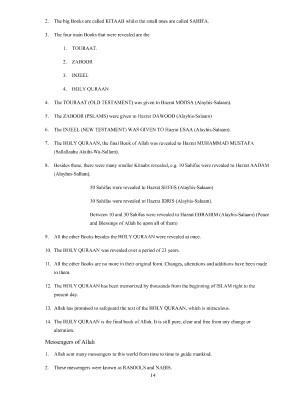 2. The big Books are called KITAAB whilst the small ones are called SAHIFA.
3. The four main Books that were revealed are the
1. TOURAAT.
2. ZABOOR
3. INJEEL
4. HOLY QURAAN
4. The TOURAAT (OLD TESTAMENT) was given to Hazrat MOOSA (Alayhis-Salaam).
5. The ZABOOR (PSLAMS) were given to Hazrat DAWOOD (Alayhis-Salaam)
6. The INJEEL (NEW TESTAMENT) WAS GIVEN TO Hazrat ESAA (Alayhis-Salaam).
7. The HOLY QURAAN, the final Book of Allah was revealed to Hazrat MUHAMMAD MUSTAFA
(Sallallaahu Alaihi-Wa-Sallam).
8. Besides these, there were many smaller Kitaabs revealed, e.g. 10 Sahifas were revealed to Hazrat AADAM
(Alayhis-Sallam).
50 Sahifas were revealed to Hazrat SHEES (Alayhis-Salaam)
30 Sahifas were revealed to Hazrat IDRIS (Alayhis-Salaam).
Between 10 and 30 Sahifas were revealed to Hazrat EBRAHIM (Alayhis-Salaam) (Peace
and Blessings of Allah be upon all of them)
9. All the other Books besides the HOLY QURAAN were revealed at once.
10. The HOLY QURAAN was revealed over a period of 23 years.
11. All the other Books are no more in their original form. Changes, alterations and additions have been made
to them.
12. The HOLY QURAAN has been memorized by thousands from the beginning of ISLAM right to the
present day.
13. Allah has promised to safeguard the text of the HOLY QURAAN, which is miraculous.
14. The HOLY QURAAN is the final book of Allah. It is still pure, clear and free from any change or
alteration.
Messengers of Allah
1. Allah sent many messengers to this world from time to time to guide mankind.
2. These messengers were known as RASOOLS and NABIS.
14